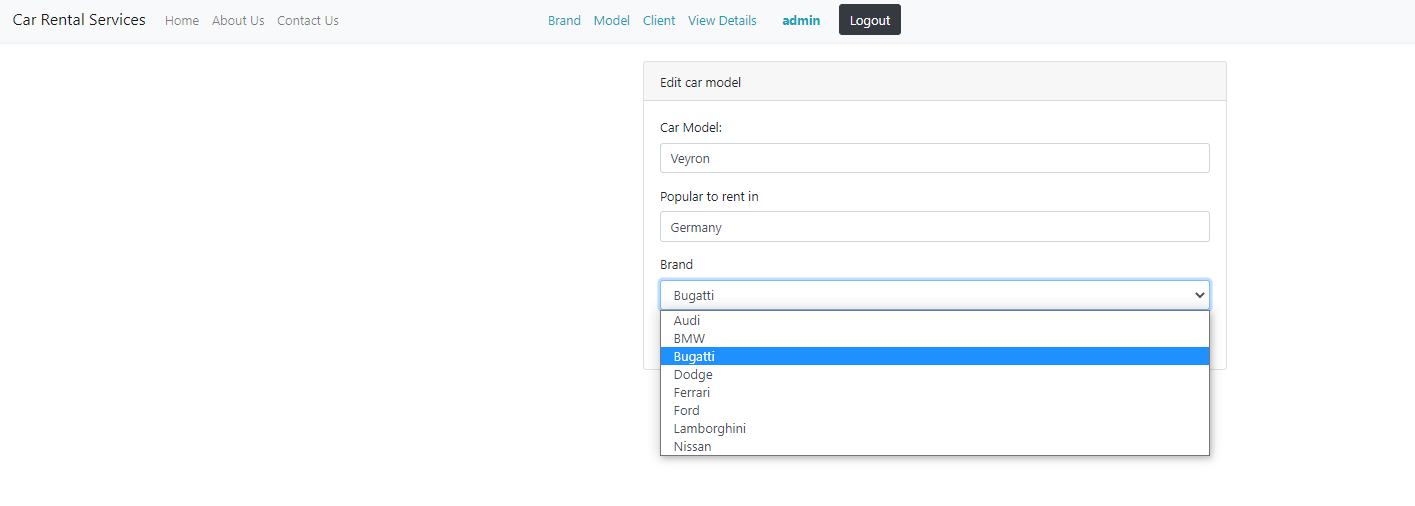 Car Rental Services Home About Us Contact Us Brand Model Client View Details admin Logout
Edit car model
Car Model:
Veyron
Popular to rent in
Germany
Brand
Bugatti
Audi
BMW
Bugatti
Dodge
Ferrari
Ford
Lamborghini
Nissan